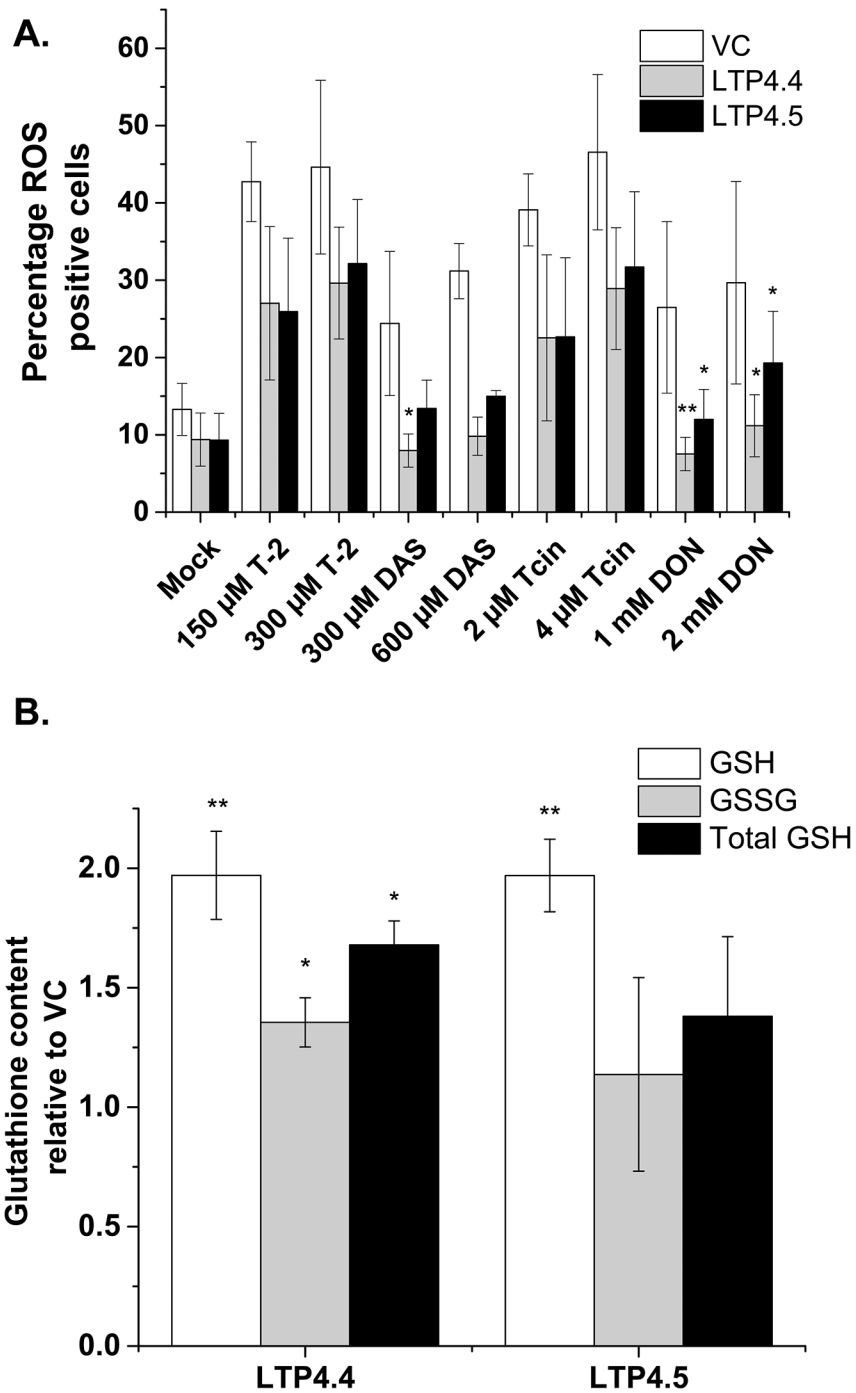 A.
VC
LTP4.4
LTP4.5
Percentage ROS
positive cells
60
50
40
30
20
10
0
*
**
*
*
*
Mock
150 µM T-2
300 µM T-2
300 µM DAS
600 µM DAS
2 µM Tcin
4 µM Tcin
1 mM DON
2 mM DON
B.
GSH
GSSG
Total GSH
Glutathione content
relative to VC
2.0
1.5
1.0
0.5
0.0
**
*
*
**
LTP4.4
LTP4.5